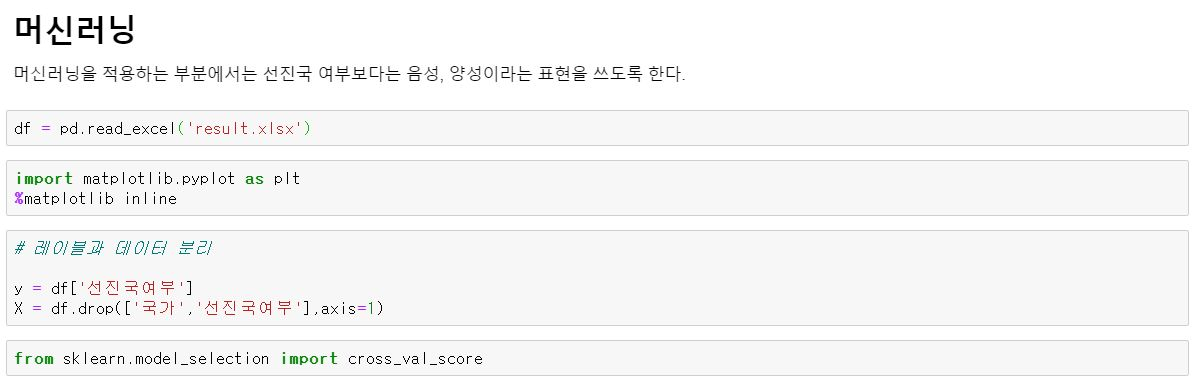 머신러닝
머신러닝을 적용하는 부분에서는 선진국 여부보다는 음성, 양성이라는 표현을 쓰도록 한다.
df = pd.read_excel('result.xlsx')
import matplotlib.pyplot as plt
%matplotlib inline
# 레이블과 데이터 분리
y = df['선진국여부']
X = df.drop(['국가','선진국여부'],axis=1)
from sklearn.model_selection import cross_val_score